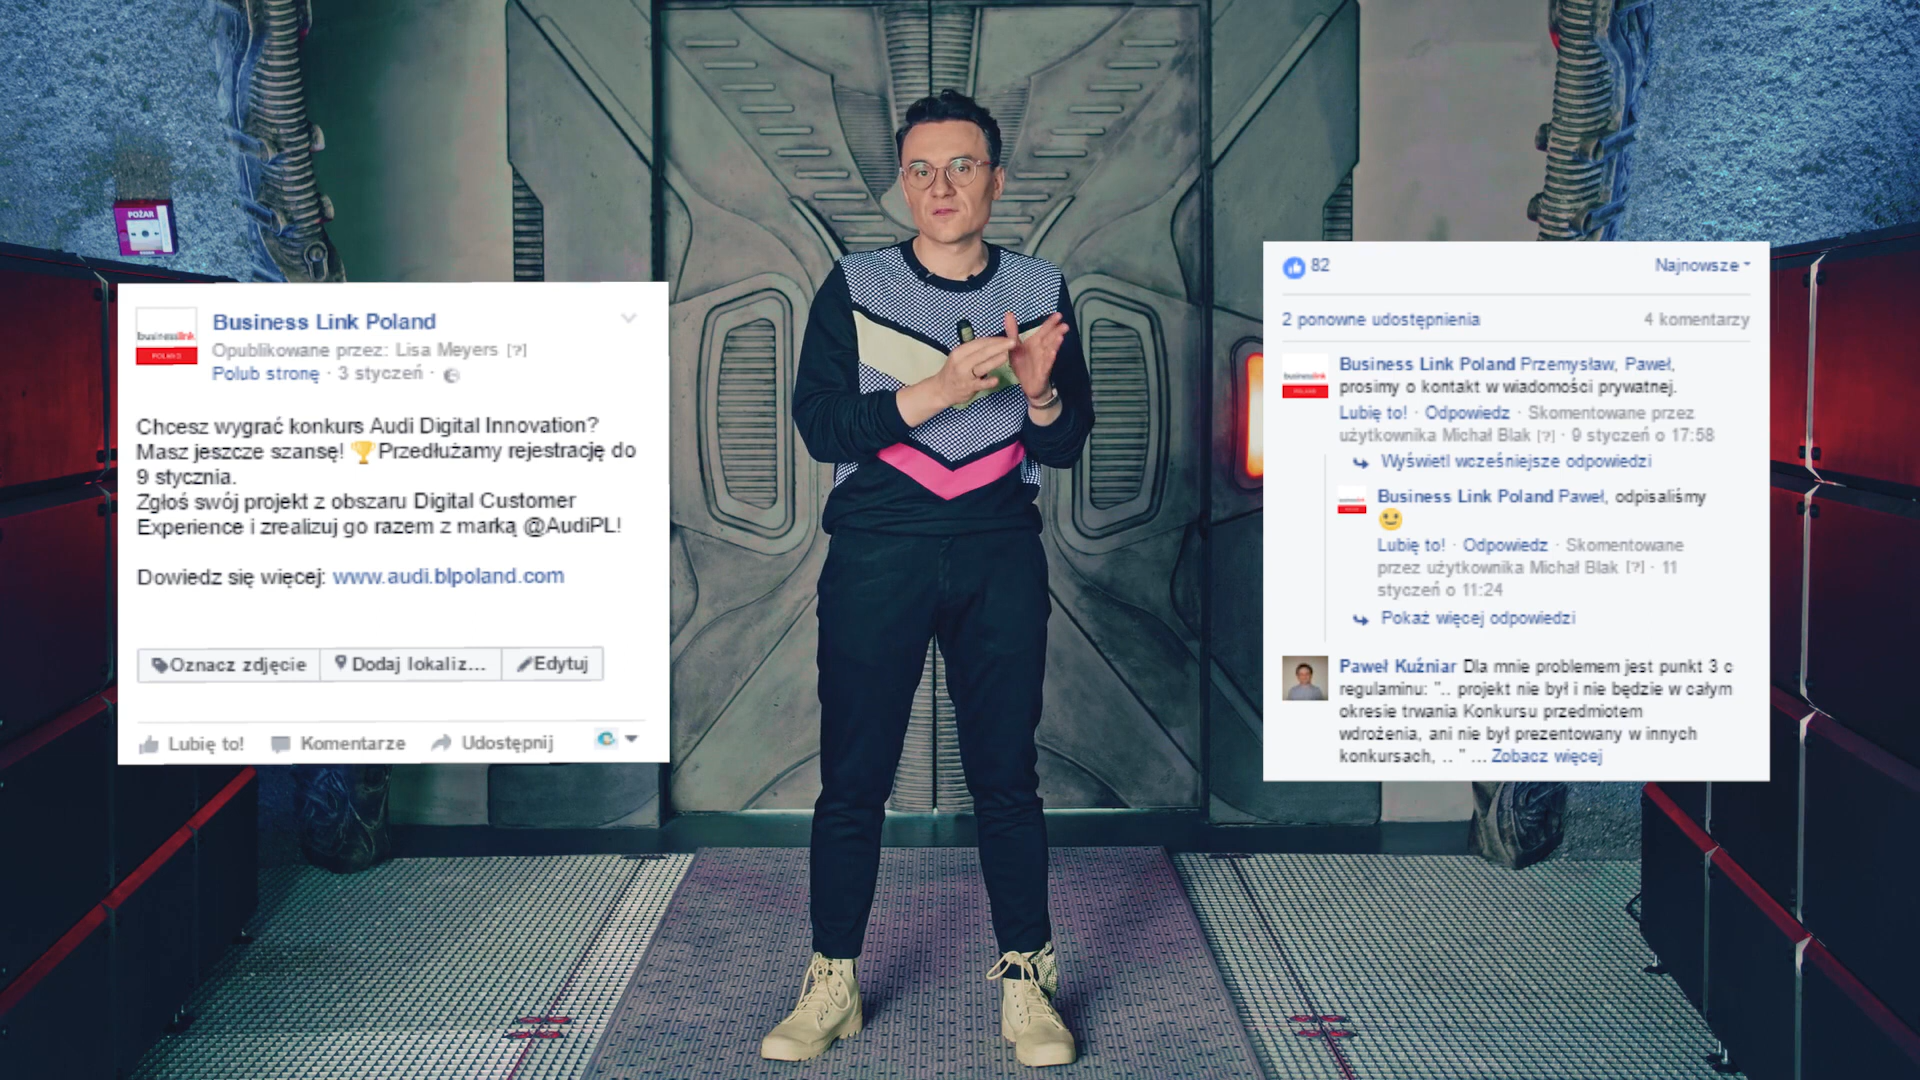 POŻAR
businesslink
POLAND
Business Link Poland
Opublikowane przez: Lisa Meyers [?]
Polub stronę · 3 styczeń ·
Chcesz wygrać konkurs Audi Digital Innovation?
Masz jeszcze szansę! 🏆Przedłużamy rejestrację do
9 stycznia.
Zgłoś swój projekt z obszaru Digital Customer
Experience i zrealizuj go razem z marką @AudiPL!
Dowiedz się więcej: www.audi.blpoland.com
Oznacz zdjęcie
Dodaj lokaliz...
Edytuj
Lubię to! Komentarze Udostępnij
82 Najnowsze
2 ponowne udostępnienia 4 komentarzy
businesslink
POLAND
Business Link Poland Przemysław, Paweł,
prosimy o kontakt w wiadomości prywatnej.
Lubię to! · Odpowiedz · Skomentowane przez
użytkownika Michał Blak [?] · 9 styczeń o 17:58
Wyświetl wcześniejsze odpowiedzi
Business Link Poland Paweł, odpisaliśmy
🙂
Lubię to! · Odpowiedz · Skomentowane
przez użytkownika Michał Blak [?] · 11
styczeń o 11:24
Pokaż więcej odpowiedzi
Paweł Kuźniar Dla mnie problemem jest punkt 3 c
regulaminu: ".. projekt nie był i nie będzie w całym
okresie trwania Konkursu przedmiotem
wdrożenia, ani nie był prezentowany w innych
konkursach, .. " ... Zobacz więcej